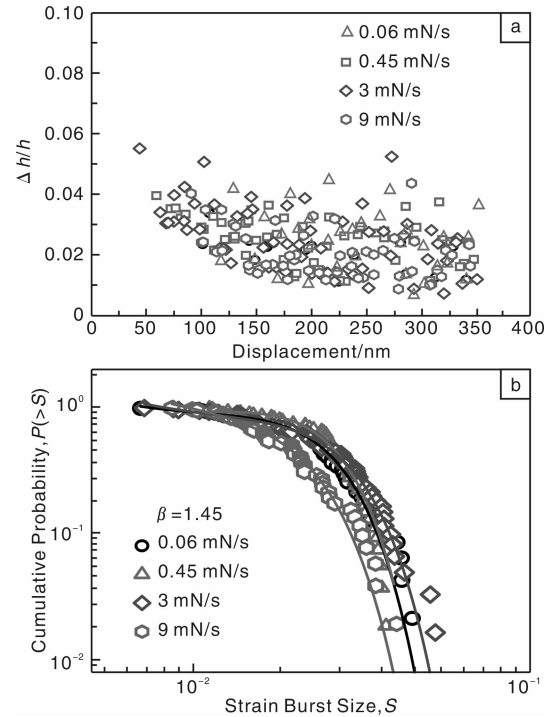 0.10
a
0.06 mN/s
0.45 mN/s
3 mN/s
9 mN/s
0.08
0.06
0.04
0.02
0
Δh/h
0 50 100 150 200 250 300 350 400
Displacement/nm
b
10⁰
10⁻¹
10⁻²
Cumulative Probability, P(>S)
β=1.45
0.06 mN/s
0.45 mN/s
3 mN/s
9 mN/s
10⁻² 10⁻¹
Strain Burst Size, S